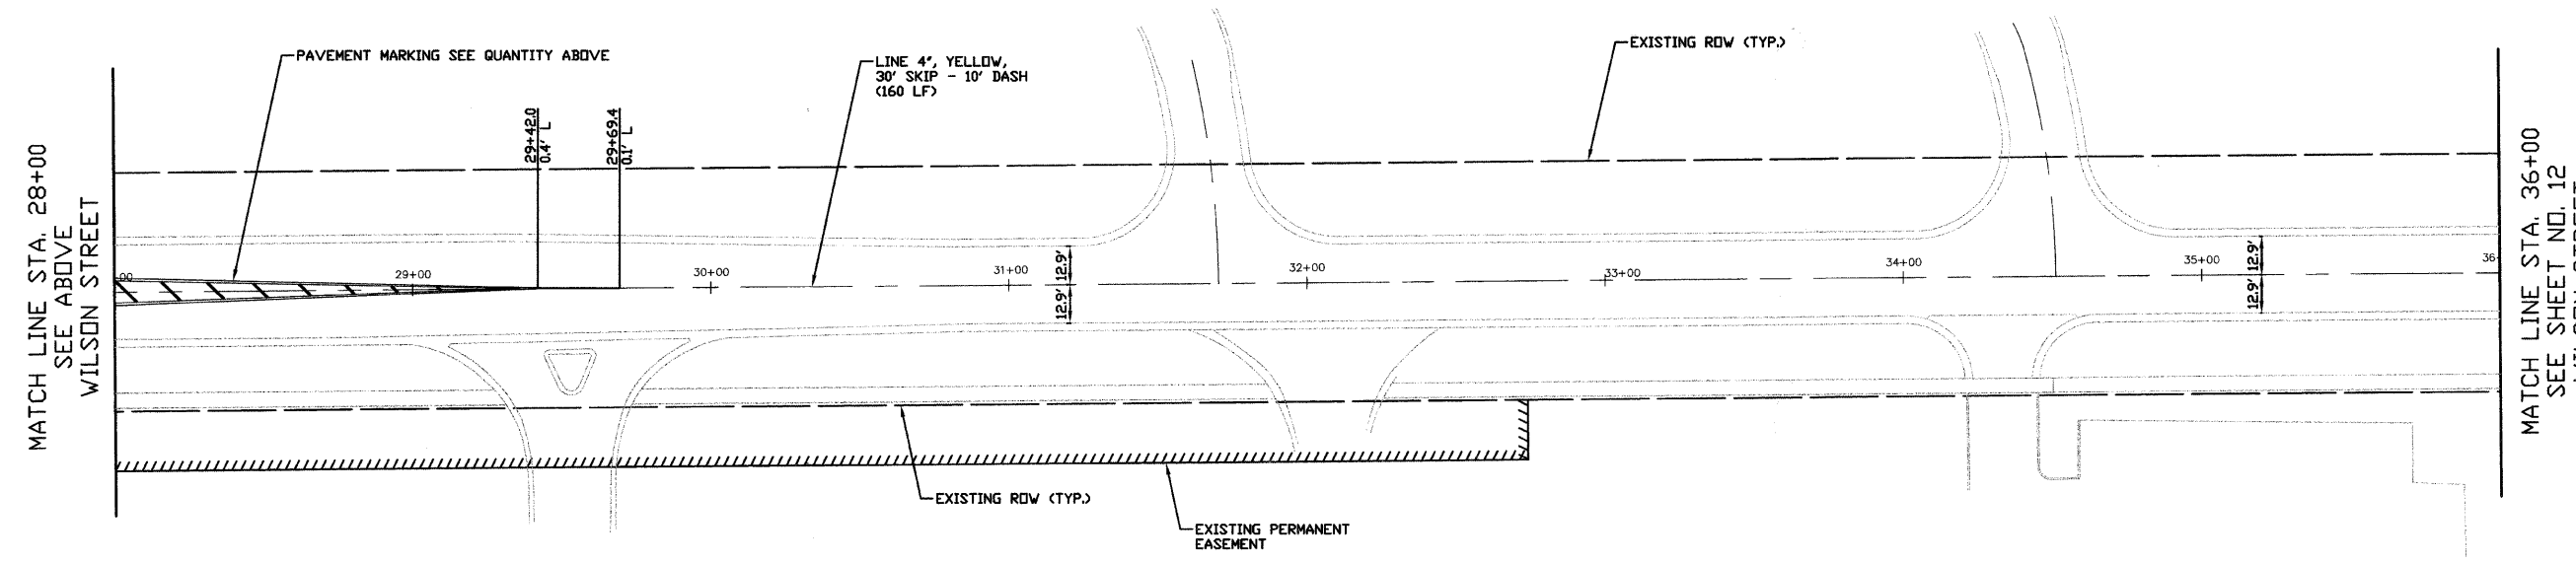 PAVEMENT MARKING SEE QUANTITY ABOVE
LINE 4", YELLOW,
30' SKIP - 10' DASH
(160 LF)
EXISTING ROW (TYP.)
MATCH LINE STA. 28+00
SEE ABOVE
WILSON STREET
29+42.0
0.4' L
29+69.4
0.1' L
00
29+00
30+00
31+00
32+00
33+00
34+00
35+00
36+
12.9'
12.9'
12.9'
12.9'
EXISTING ROW (TYP.)
EXISTING PERMANENT
EASEMENT
MATCH LINE STA. 36+00
SEE SHEET NO. 12